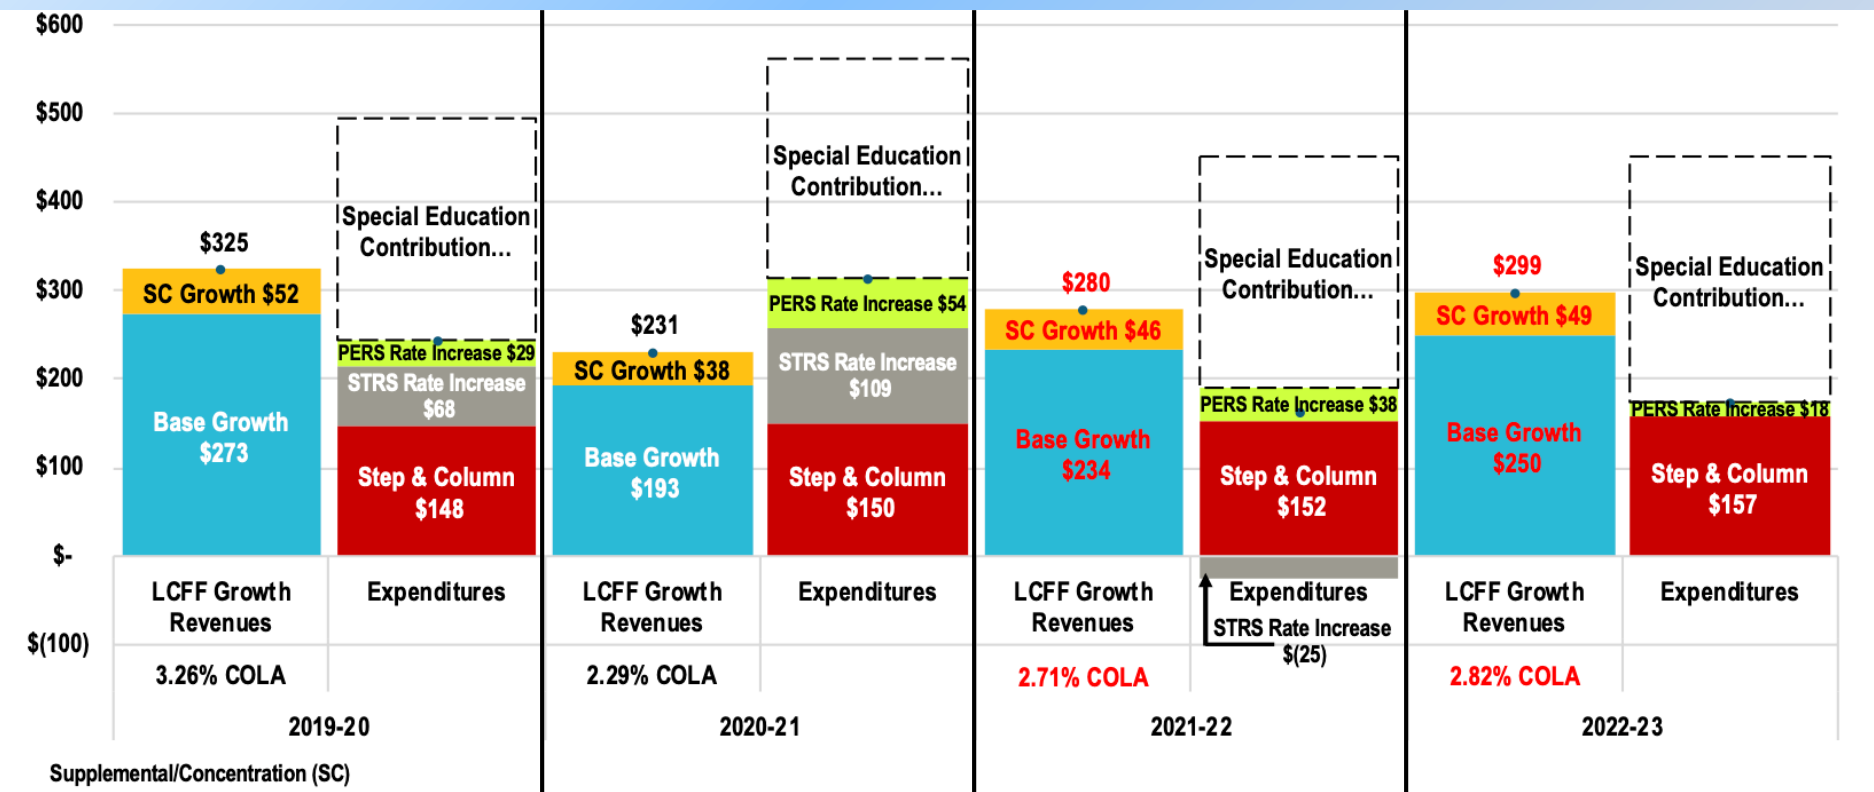 $600
$500
$400
$300
$200
$100
$-
$(100)
$325
SC Growth $52
Base Growth
$273
Special Education
Contribution...
PERS Rate Increase $29
STRS Rate Increase
$68
Step & Column
$148
LCFF Growth
Revenues
Expenditures
3.26% COLA
2019-20
$231
SC Growth $38
Base Growth
$193
Special Education
Contribution...
PERS Rate Increase $54
STRS Rate Increase
$109
Step & Column
$150
LCFF Growth
Revenues
Expenditures
2.29% COLA
2020-21
$280
SC Growth $46
Base Growth
$234
Special Education
Contribution...
PERS Rate Increase $38
Step & Column
$152
LCFF Growth
Revenues
Expenditures
STRS Rate Increase
$(25)
2.71% COLA
2021-22
$299
SC Growth $49
Base Growth
$250
Special Education
Contribution...
PERS Rate Increase $18
Step & Column
$157
LCFF Growth
Revenues
Expenditures
2.82% COLA
2022-23
Supplemental/Concentration (SC)